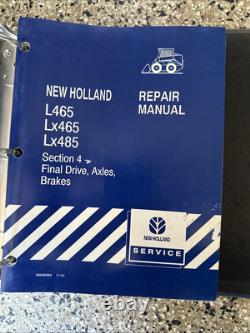 NEW HOLLAND
L465
Lx465
Lx485
Section 4
Final Drive, Axles,
Brakes
REPAIR
MANUAL
NEW HOLLAND
SERVICE